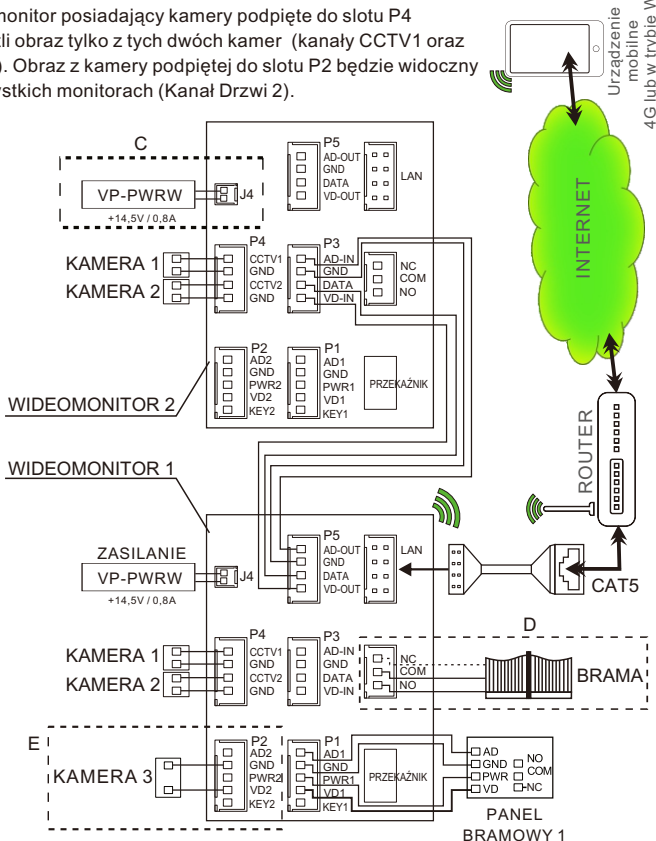 monitor posiadający kamery podpięte do slotu P4
obraz tylko z tych dwóch kamer (kanały CCTV1 oraz
). Obraz z kamery podpiętej do slotu P2 będzie widoczny
monitorach (Kanał Drzwi 2).
Urządzenie
mobilne
4G lub w trybie
INTERNET
ROUTER
CAT5
C
VP-PWRW
+14,5V / 0,8A
J4
P5
AD-OUT
GND
DATA
VD-OUT
LAN
KAMERA 1
KAMERA 2
P4
CCTV1
GND
CCTV2
GND
P3
AD-IN
GND
DATA
VD-IN
NC
COM
NO
P2
AD2
GND
PWR2
VD2
KEY2
P1
AD1
GND
PWR1
VD1
KEY1
PRZEKAŹNIK
WIDEOMONITOR 2
WIDEOMONITOR 1
ZASILANIE
VP-PWRW
+14,5V / 0,8A
J4
P5
AD-OUT
GND
DATA
VD-OUT
LAN
KAMERA 1
KAMERA 2
P4
CCTV1
GND
CCTV2
GND
P3
AD-IN
GND
DATA
VD-IN
D
NC
COM
NO
BRAMA
E
KAMERA 3
P2
AD2
GND
PWR2
VD2
KEY2
P1
AD1
GND
PWR1
VD1
KEY1
PRZEKAŹNIK
AD
GND
PWR
VD
NO
COM
NC
PANEL
BRAMOWY 1